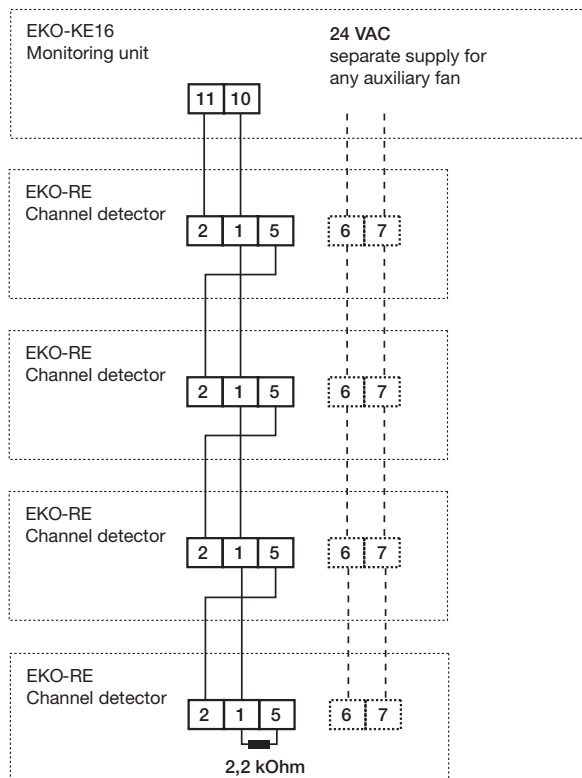 EKO-KE16
Monitoring unit
24 VAC
separate supply for
any auxiliary fan
11 10
EKO-RE
Channel detector
2 1 5 6 7
EKO-RE
Channel detector
2 1 5 6 7
EKO-RE
Channel detector
2 1 5 6 7
EKO-RE
Channel detector
2 1 5 6 7
2,2 kOhm